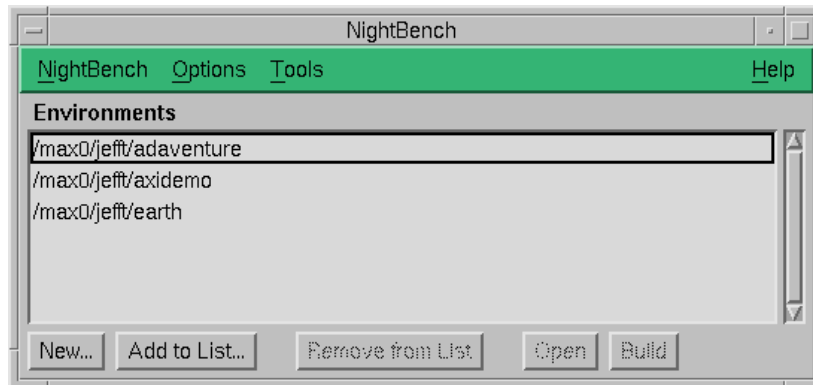 NightBench
NightBench Options Tools Help
Environments
/max0/jefft/adaventure
/max0/jefft/axidemo
/max0/jefft/earth
New... Add to List... Remove from List Open Build